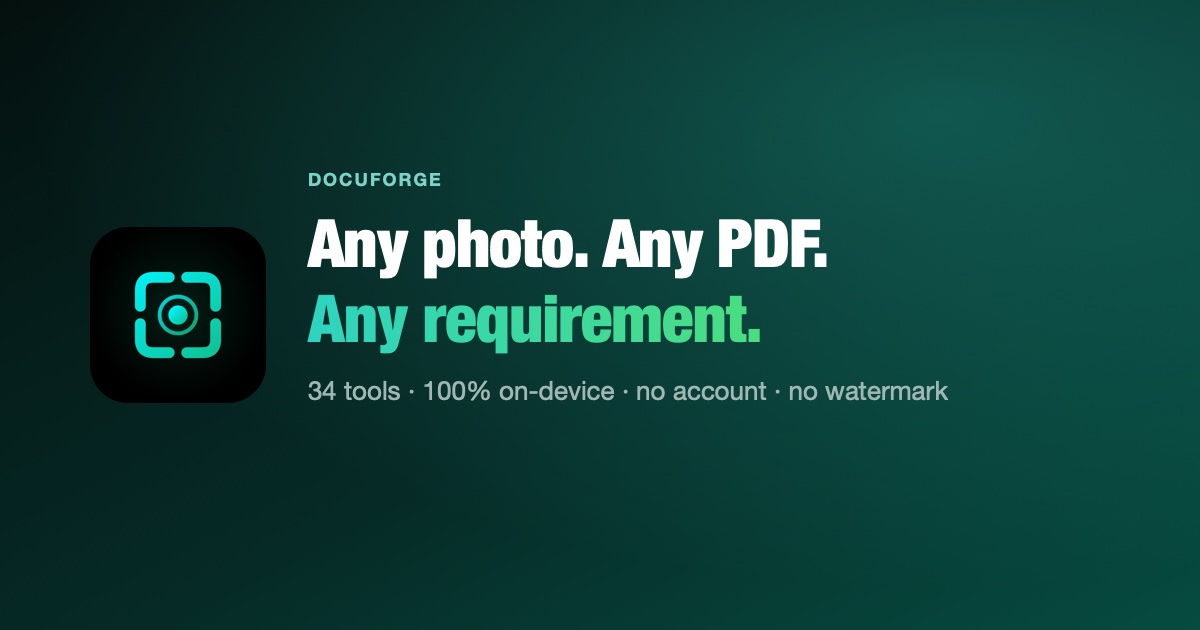 DOCUFORGE
Any photo. Any PDF.
Any requirement.
34 tools · 100% on-device · no account · no watermark